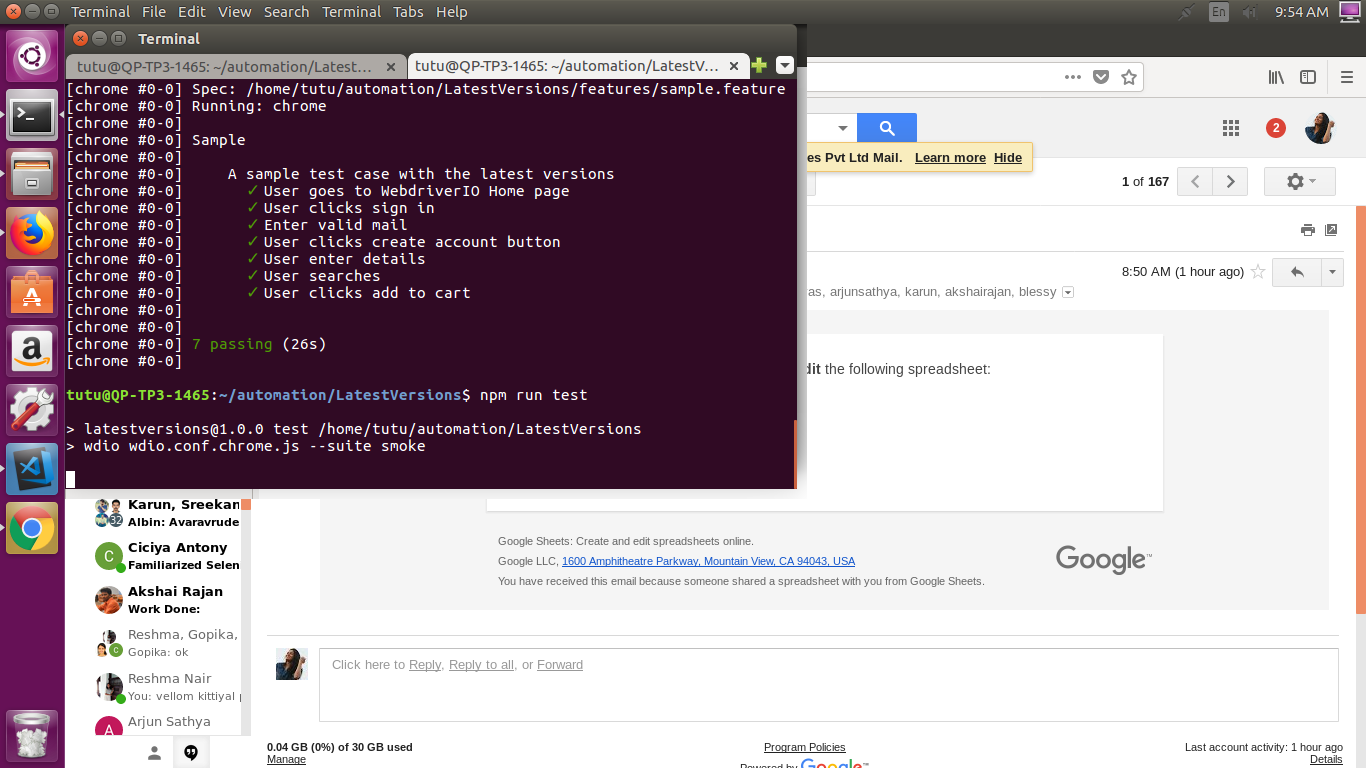 Terminal File Edit View Search Terminal Tabs Help
En
9:54 AM
Terminal
tutu@QP-TP3-1465: ~/automation/Latest...
tutu@QP-TP3-1465: ~/automation/LatestV...
[chrome #0-0] Spec: /home/tutu/automation/LatestVersions/features/sample.feature
[chrome #0-0] Running: chrome
[chrome #0-0]
[chrome #0-0] Sample
[chrome #0-0]
[chrome #0-0] A sample test case with the latest versions
[chrome #0-0] ✓ User goes to WebdriverIO Home page
[chrome #0-0] ✓ User clicks sign in
[chrome #0-0] ✓ Enter valid mail
[chrome #0-0] ✓ User clicks create account button
[chrome #0-0] ✓ User enter details
[chrome #0-0] ✓ User searches
[chrome #0-0] ✓ User clicks add to cart
[chrome #0-0]
[chrome #0-0]
[chrome #0-0] 7 passing (26s)
[chrome #0-0]
tutu@QP-TP3-1465:~/automation/LatestVersions$ npm run test
> latestversions@1.0.0 test /home/tutu/automation/LatestVersions
> wdio wdio.conf.chrome.js --suite smoke
2
es Pvt Ltd Mail. Learn more Hide
1 of 167
8:50 AM (1 hour ago)
as, arjunsathya, karun, akshairajan, blessy
dit the following spreadsheet:
Google Sheets: Create and edit spreadsheets online.
Google LLC, 1600 Amphitheatre Parkway, Mountain View, CA 94043, USA
You have received this email because someone shared a spreadsheet with you from Google Sheets.
Google™
Karun, Sreekan
32
Albin: Avaravrude
C
Ciciya Antony
Familiarized Selen
Akshai Rajan
Work Done:
Reshma, Gopika,
C
Gopika: ok
Reshma Nair
You: vellom kittiyal p
A
Arjun Sathya
Click here to Reply, Reply to all, or Forward
0.04 GB (0%) of 30 GB used
Manage
Program Policies
Powered by Google™
Last account activity: 1 hour ago
Details